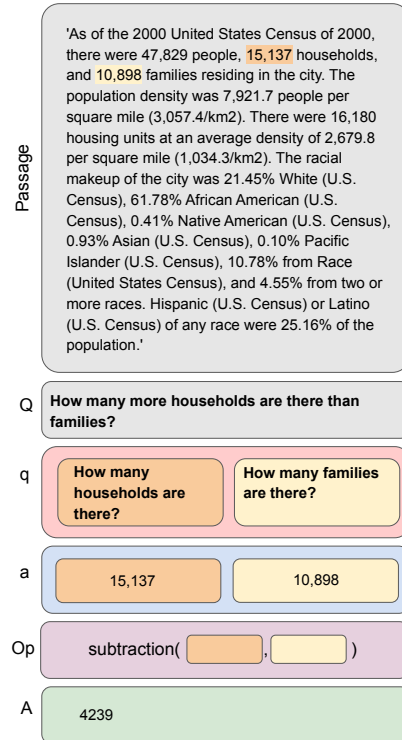 Passage
'As of the 2000 United States Census of 2000,
there were 47,829 people, 15,137 households,
and 10,898 families residing in the city. The
population density was 7,921.7 people per
square mile (3,057.4/km2). There were 16,180
housing units at an average density of 2,679.8
per square mile (1,034.3/km2). The racial
makeup of the city was 21.45% White (U.S.
Census), 61.78% African American (U.S.
Census), 0.41% Native American (U.S. Census),
0.93% Asian (U.S. Census), 0.10% Pacific
Islander (U.S. Census), 10.78% from Race
(United States Census), and 4.55% from two or
more races. Hispanic (U.S. Census) or Latino
(U.S. Census) of any race were 25.16% of the
population.'
Q
How many more households are there than
families?
q
How many
households are
there?
How many families
are there?
a
15,137
10,898
Op
subtraction( , )
A
4239